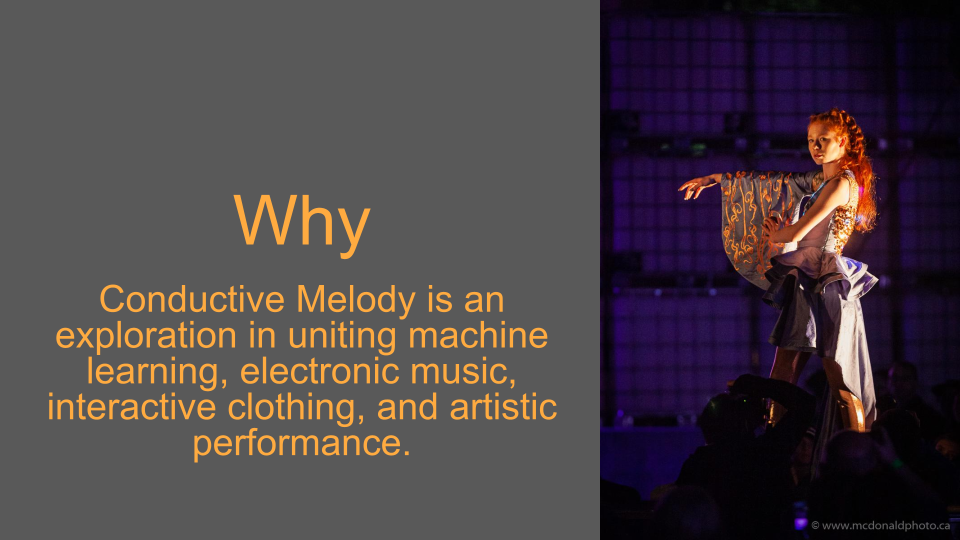 Why
Conductive Melody is an
exploration in uniting machine
learning, electronic music,
interactive clothing, and artistic
performance.
© www.mcdonaldphoto.ca